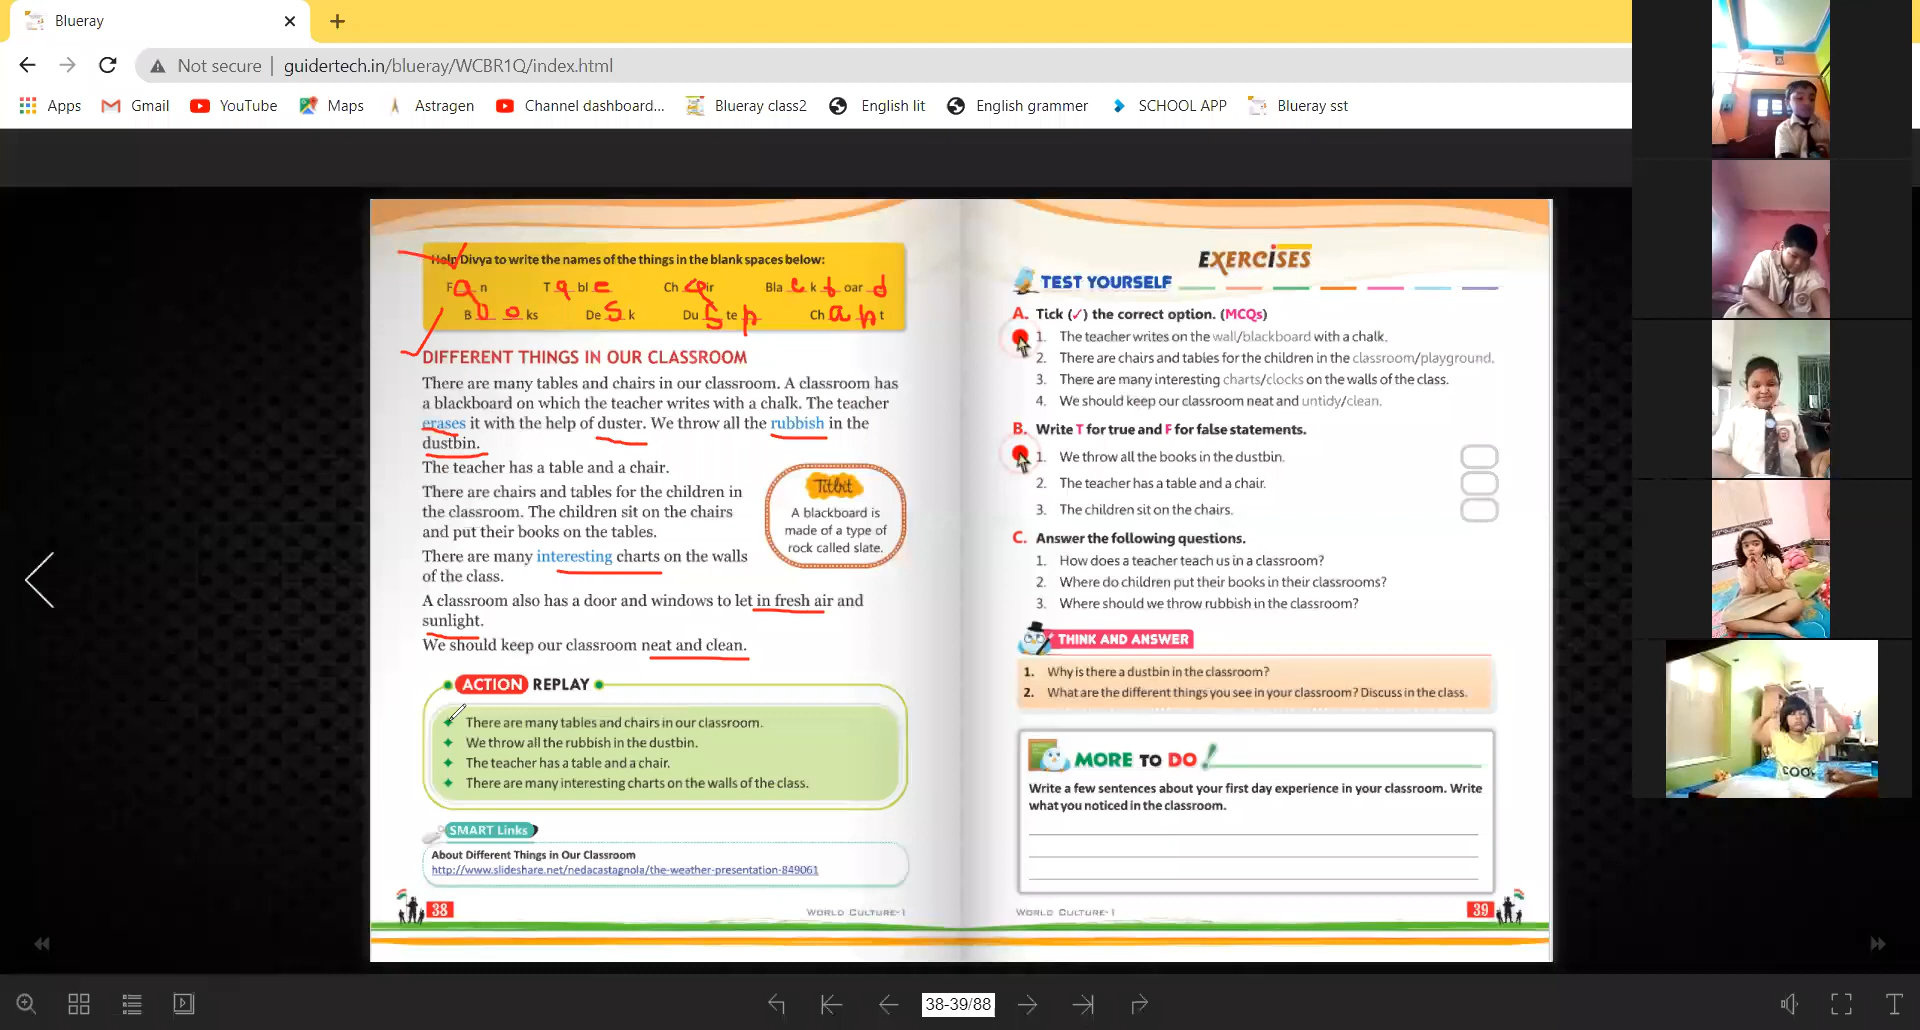 Blueray
Not secure | guidertech.in/blueray/WCBR1Q/index.html
Apps Gmail YouTube Maps Astragen Channel dashboard... Blueray class2 English lit English grammer SCHOOL APP Blueray sst
Help Divya to write the names of the things in the blank spaces below:
F a n T a bl e Ch a ir Bla c k b oar d
B o o ks De s k Du s te r Ch a r t
DIFFERENT THINGS IN OUR CLASSROOM
There are many tables and chairs in our classroom. A classroom has
a blackboard on which the teacher writes with a chalk. The teacher
erases it with the help of duster. We throw all the rubbish in the
dustbin.
The teacher has a table and a chair.
There are chairs and tables for the children in
the classroom. The children sit on the chairs
and put their books on the tables.
Titbit
A blackboard is
made of a type of
rock called slate.
There are many interesting charts on the walls
of the class.
A classroom also has a door and windows to let in fresh air and
sunlight.
We should keep our classroom neat and clean.
ACTION REPLAY
There are many tables and chairs in our classroom.
We throw all the rubbish in the dustbin.
The teacher has a table and a chair.
There are many interesting charts on the walls of the class.
SMART Links
About Different Things in Our Classroom
http://www.slideshare.net/nedacastagnola/the-weather-presentation-849061
38
WORLD CULTURE-1
EXERCISES
TEST YOURSELF
A. Tick (✓) the correct option. (MCQs)
1. The teacher writes on the wall/blackboard with a chalk.
2. There are chairs and tables for the children in the classroom/playground.
3. There are many interesting charts/clocks on the walls of the class.
4. We should keep our classroom neat and untidy/clean.
B. Write T for true and F for false statements.
1. We throw all the books in the dustbin.
2. The teacher has a table and a chair.
3. The children sit on the chairs.
C. Answer the following questions.
1. How does a teacher teach us in a classroom?
2. Where do children put their books in their classrooms?
3. Where should we throw rubbish in the classroom?
THINK AND ANSWER
1. Why is there a dustbin in the classroom?
2. What are the different things you see in your classroom? Discuss in the class.
MORE TO DO!
Write a few sentences about your first day experience in your classroom. Write
what you noticed in the classroom.
WORLD CULTURE-1
39
COOL
38-39/88